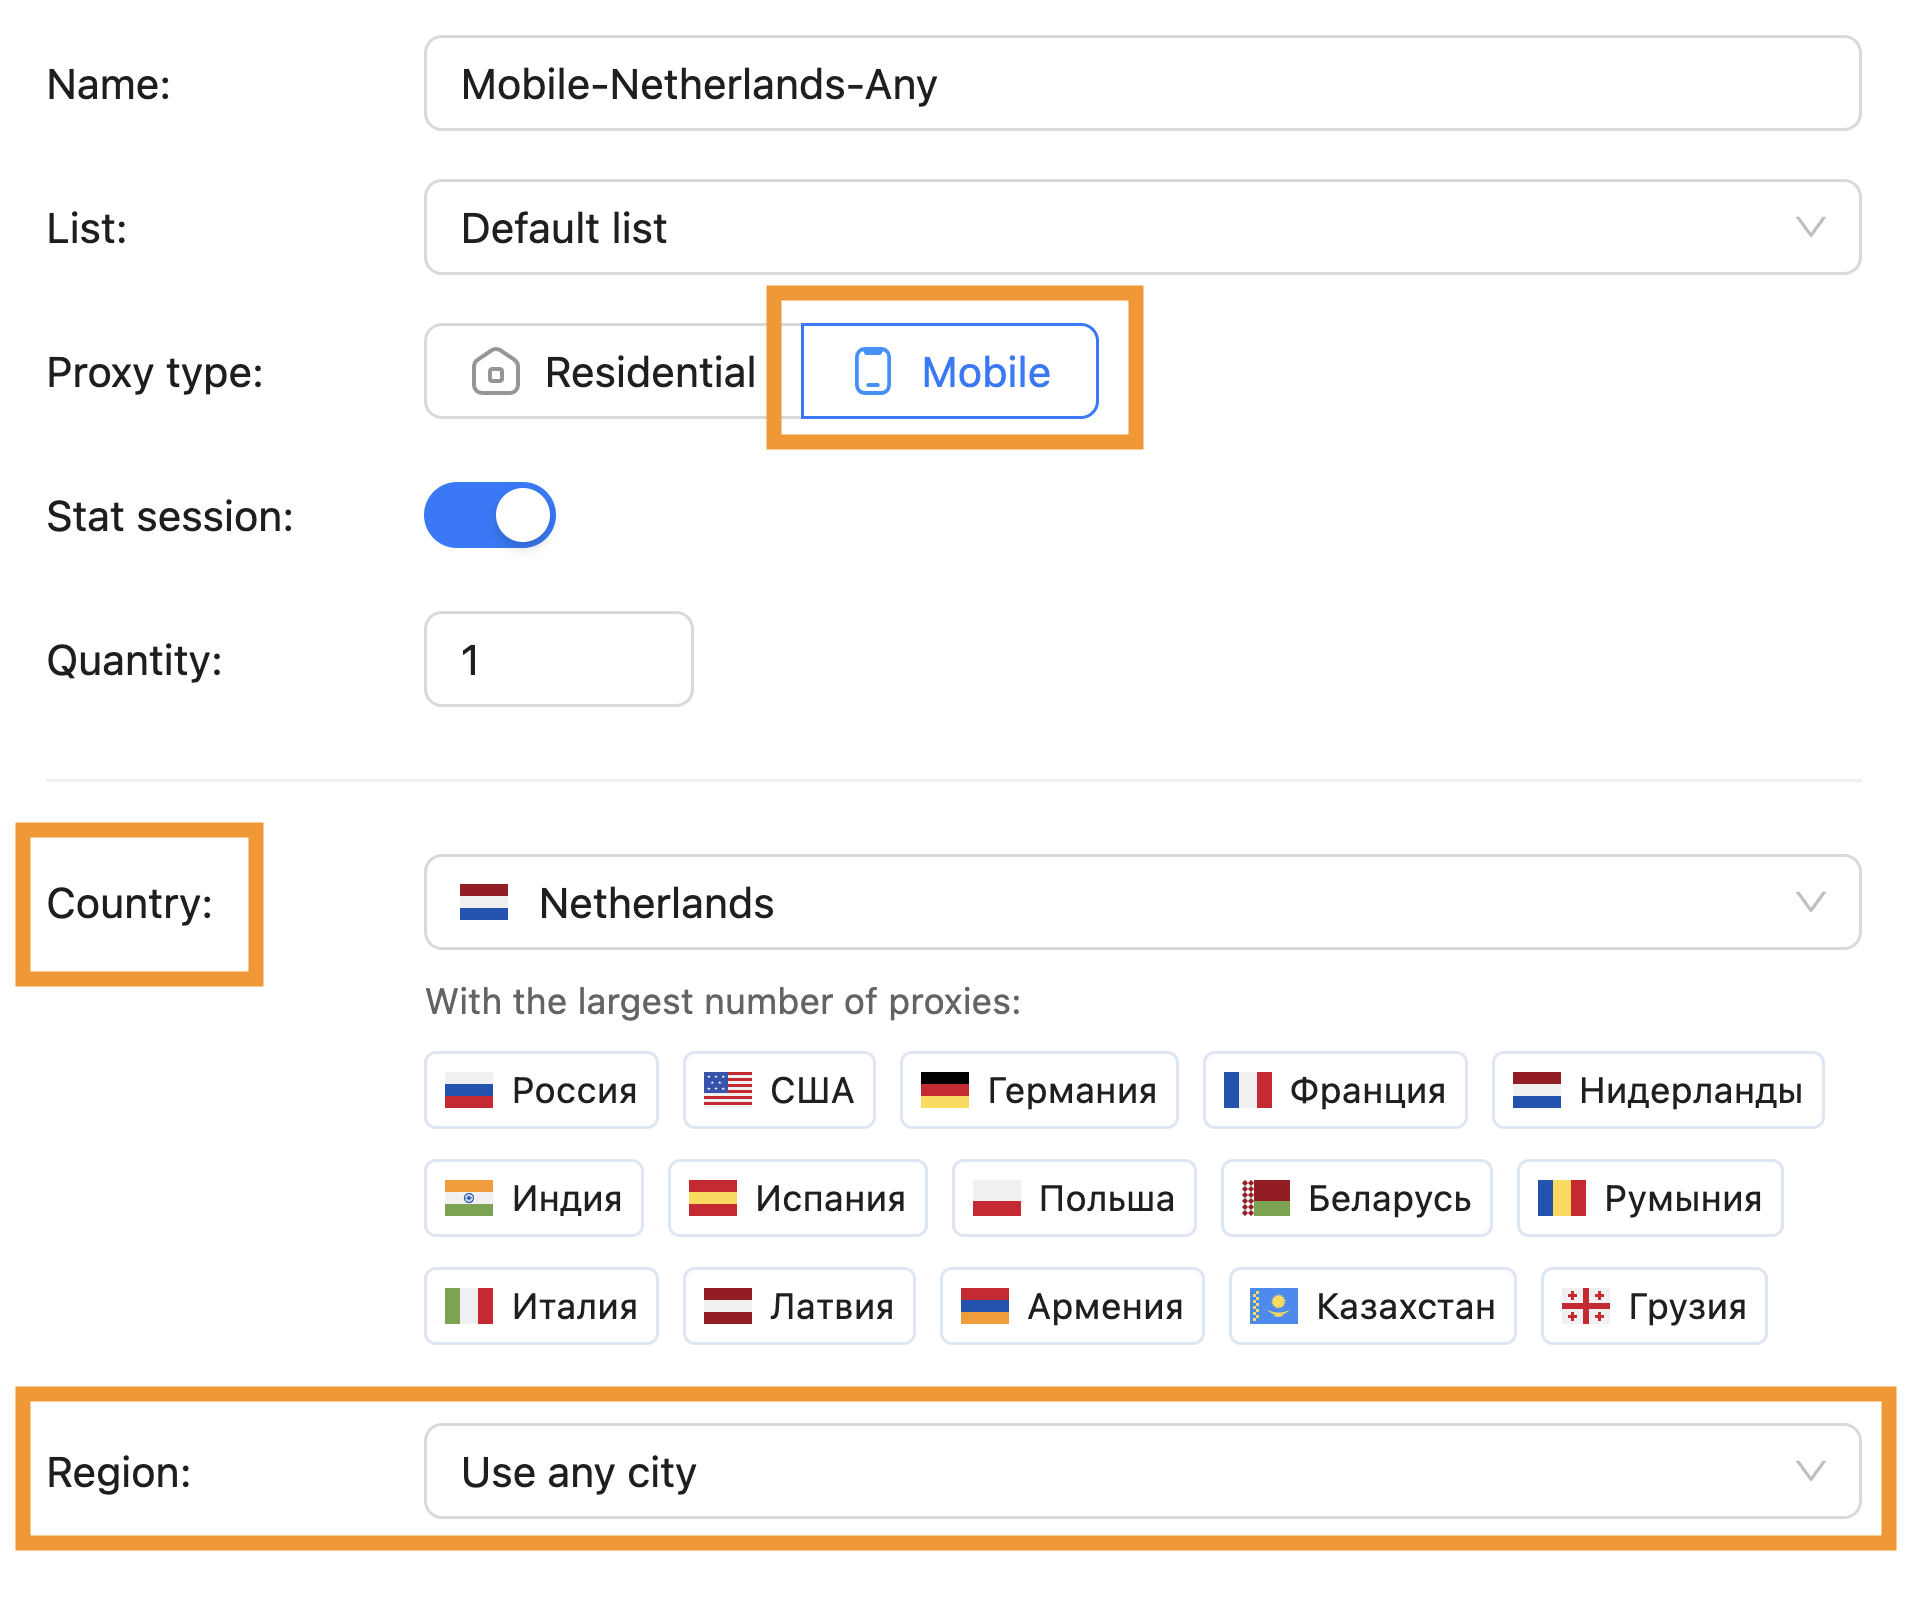 Name: Mobile-Netherlands-Any
List: Default list
Proxy type: Residential Mobile
Stat session:
Quantity: 1
Country: Netherlands
With the largest number of proxies:
Россия США Германия Франция Нидерланды
Индия Испания Польша Беларусь Румыния
Италия Латвия Армения Казахстан Грузия
Region: Use any city